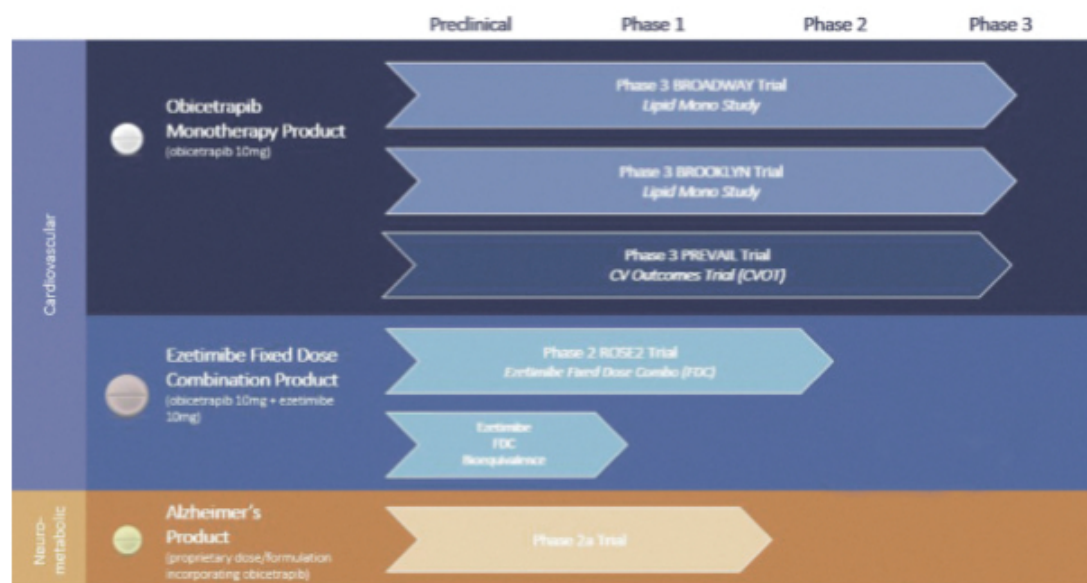 Preclinical Phase 1 Phase 2 Phase 3
Cardiovascular
Obicetrapib
Monotherapy Product
(obicetrapib 10mg)
Phase 3 BROADWAY Trial
Lipid Mono Study
Phase 3 BROOKLYN Trial
Lipid Mono Study
Phase 3 PREVAIL Trial
CV Outcomes Trial (CVOT)
Ezetimibe Fixed Dose
Combination Product
(obicetrapib 10mg + ezetimibe
10mg)
Phase 2 ROSE2 Trial
Ezetimibe Fixed Dose Combo (FDC)
Ezetimibe
FDC
Bioequivalence
Neuro-
metabolic
Alzheimer's
Product
(proprietary dose/formulation
incorporating obicetrapib)
Phase 2a Trial